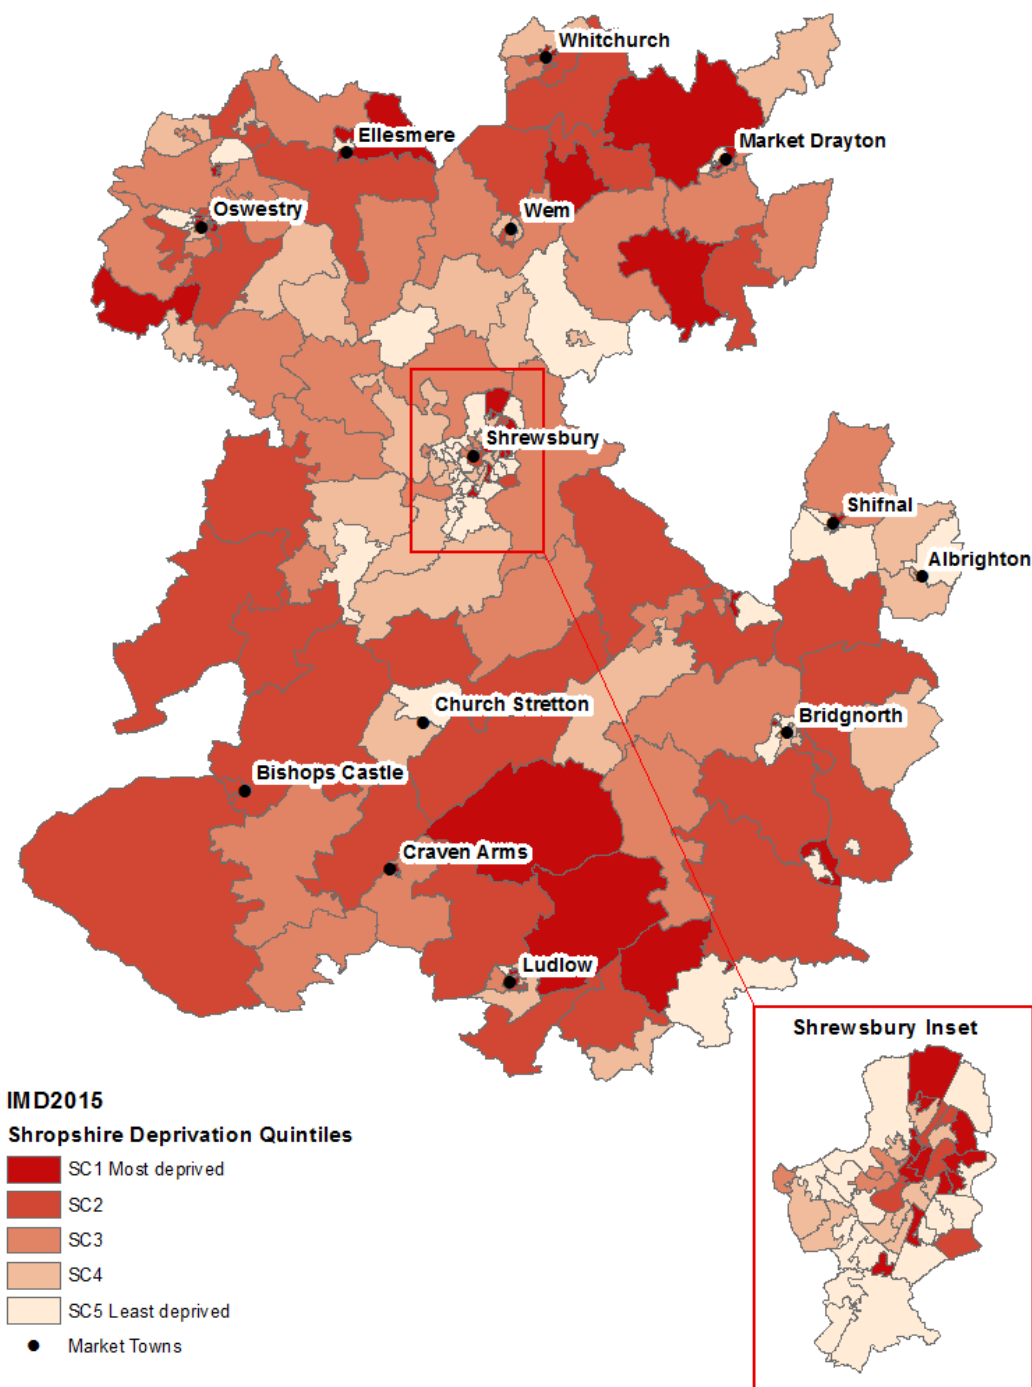 Whitchurch
Ellesmere
Market Drayton
Oswestry
Wem
Shrewsbury
Shifnal
Albrighton
Church Stretton
Bridgnorth
Bishops Castle
Craven Arms
Ludlow
Shrewsbury Inset
IMD2015
Shropshire Deprivation Quintiles
SC1 Most deprived
SC2
SC3
SC4
SC5 Least deprived
Market Towns